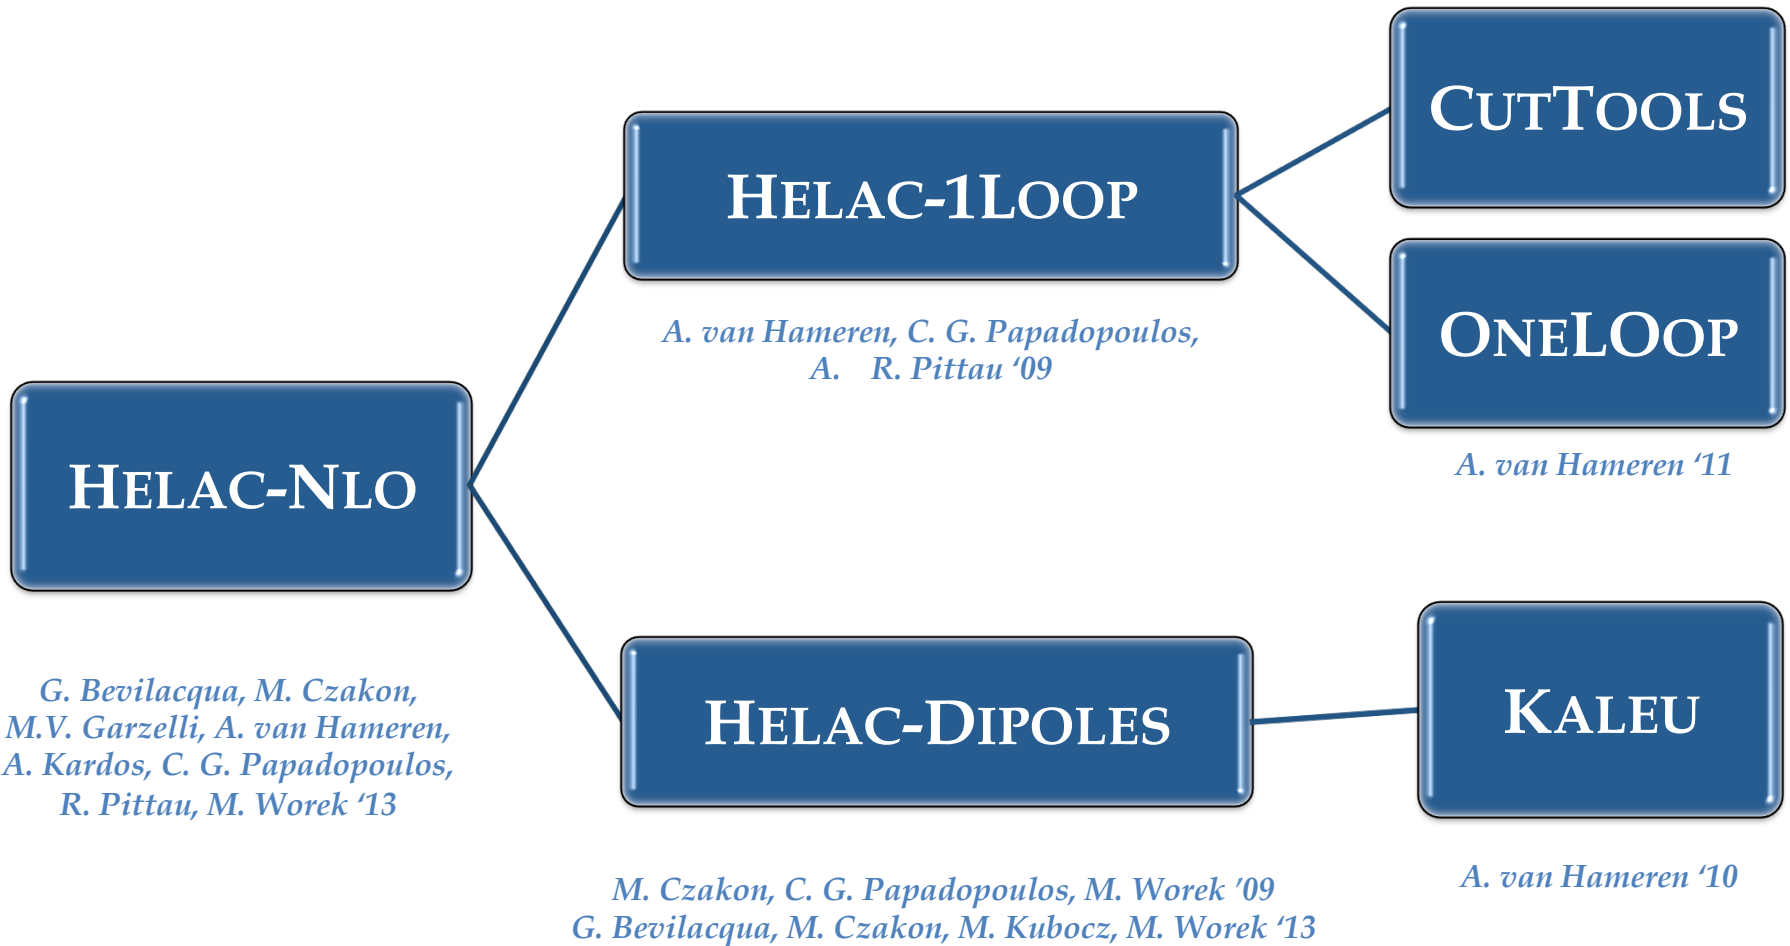 CUTTOOLS
HELAC-1LOOP
ONELOOP
A. van Hameren, C. G. Papadopoulos,
A. R. Pittau ‘09
A. van Hameren ‘11
HELAC-NLO
G. Bevilacqua, M. Czakon,
M.V. Garzelli, A. van Hameren,
A. Kardos, C. G. Papadopoulos,
R. Pittau, M. Worek ‘13
HELAC-DIPOLES
KALEU
M. Czakon, C. G. Papadopoulos, M. Worek ’09
G. Bevilacqua, M. Czakon, M. Kubocz, M. Worek ‘13
A. van Hameren ‘10